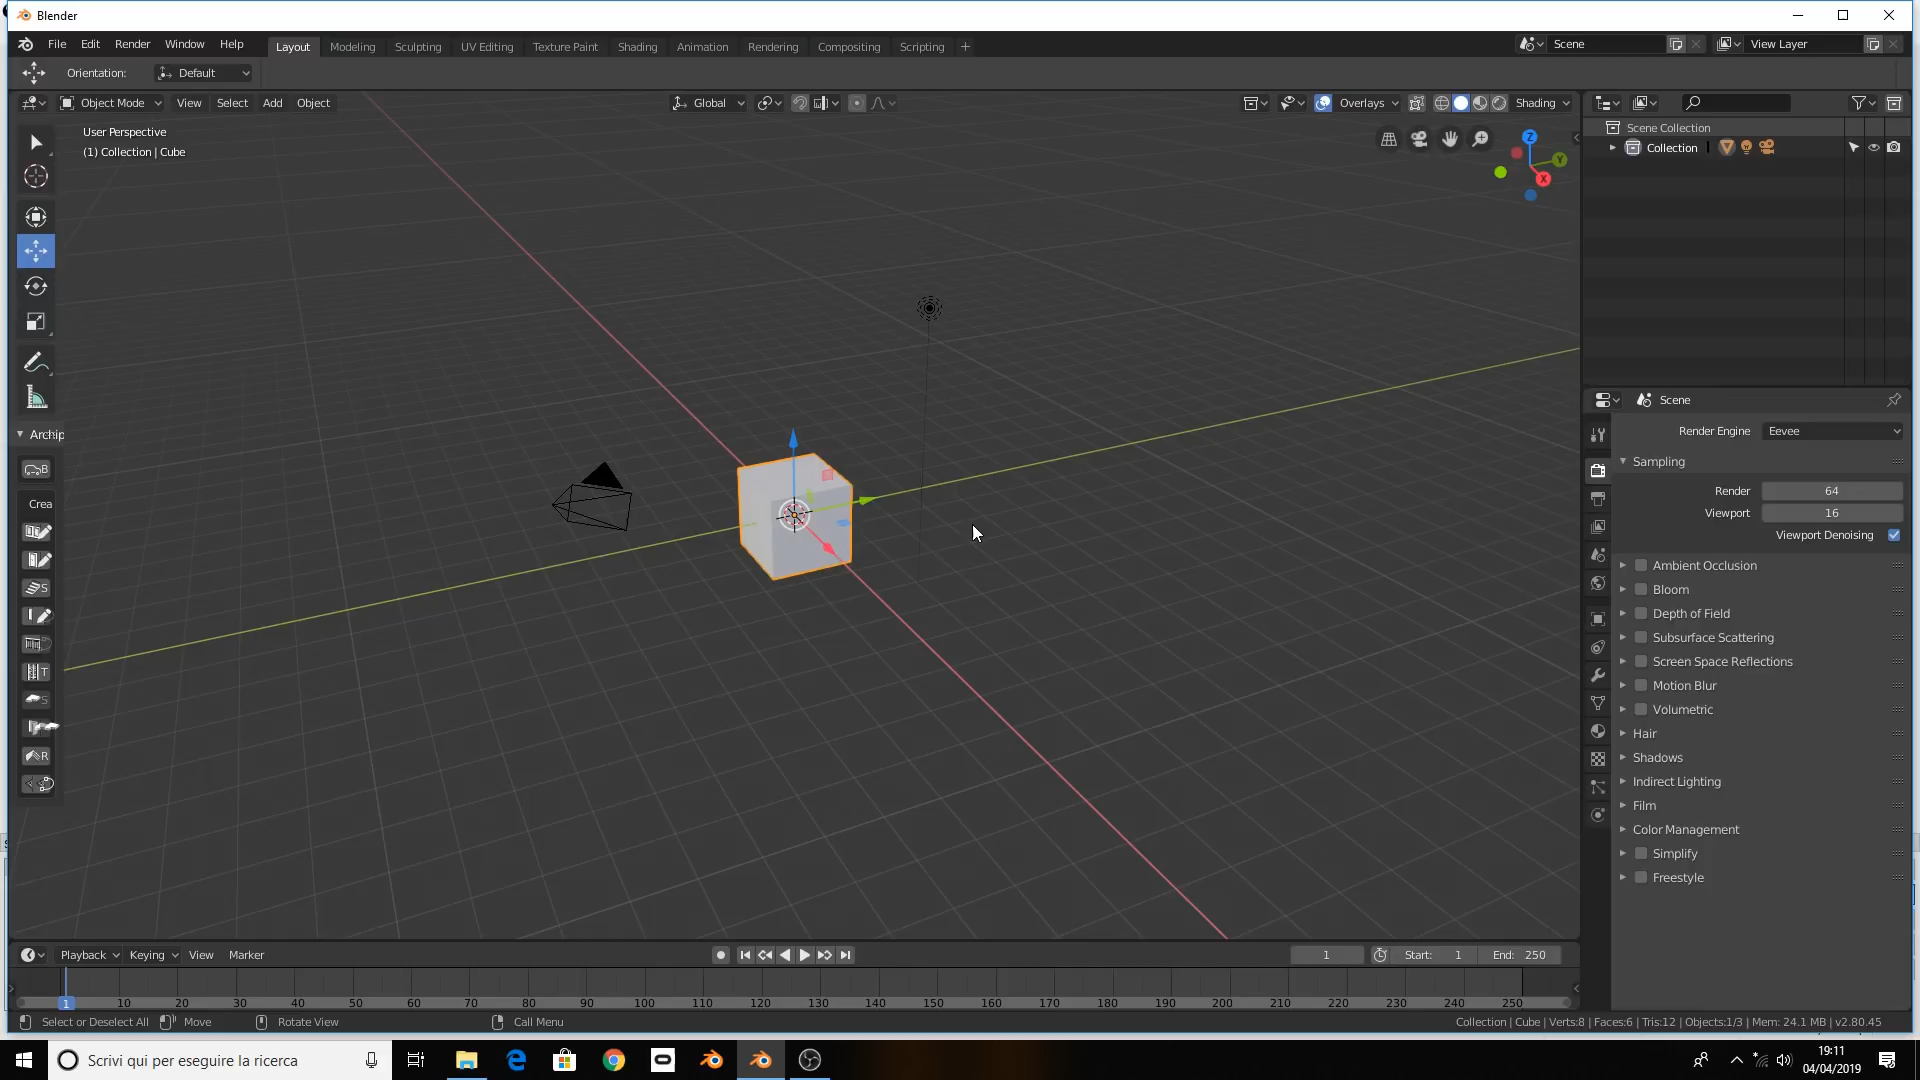 Blender
File Edit Render Window Help Layout Modeling Sculpting UV Editing Texture Paint Shading Animation Rendering Compositing Scripting + Scene View Layer
Orientation: Default
Object Mode View Select Add Object Global Overlays Shading
User Perspective
(1) Collection | Cube
Z
Y
X
Scene Collection
Collection
Archip
B
Crea
S
T
S
R
Scene
Render Engine Eevee
Sampling
Render 64
Viewport 16
Viewport Denoising
Ambient Occlusion
Bloom
Depth of Field
Subsurface Scattering
Screen Space Reflections
Motion Blur
Volumetric
Hair
Shadows
Indirect Lighting
Film
Color Management
Simplify
Freestyle
Playback Keying View Marker 1 Start: 1 End: 250
1 10 20 30 40 50 60 70 80 90 100 110 120 130 140 150 160 170 180 190 200 210 220 230 240 250
Select or Deselect All Move Rotate View Call Menu Collection | Cube | Verts:8 | Faces:6 | Tris:12 | Objects:1/3 | Mem: 24.1 MB | v2.80.45
Scrivi qui per eseguire la ricerca
19:11
04/04/2019